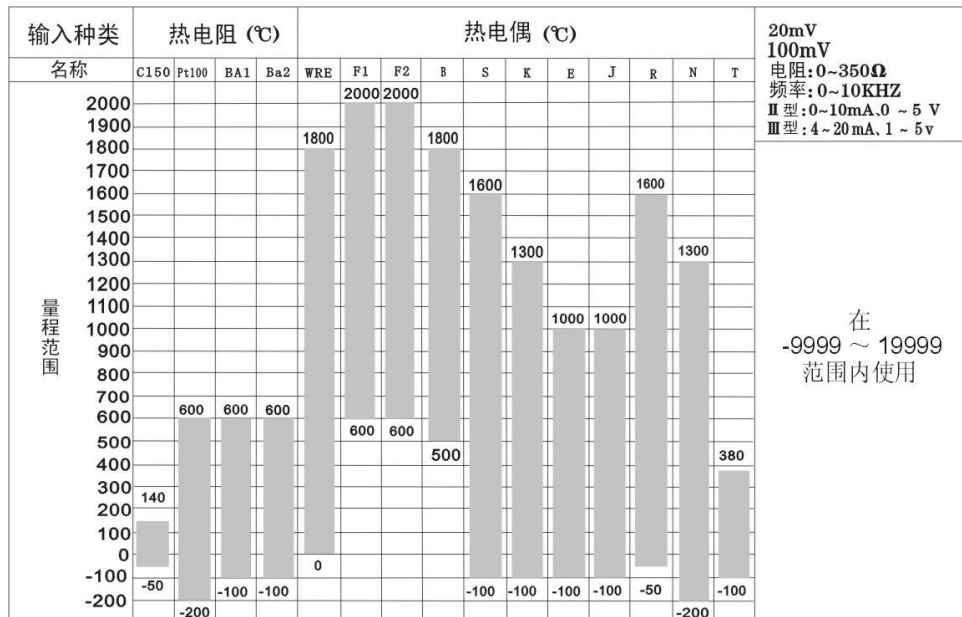 输入种类 热电阻 (℃) 热电偶 (℃)
名称 C150 Pt100 BA1 Ba2 WRE F1 F2 B S K E J R N T
20mV
100mV
电阻:0~350Ω
频率:0~10KHZ
Ⅱ型:0~10mA、0 ~ 5 V
Ⅲ型:4~20mA、1 ~ 5v
量程范围
2000 2000 2000
1900
1800 1800 1800
1700
1600 1600 1600
1500
1400
1300 1300 1300
1200
1100
1000 1000 1000
900
800
700
600 600 600 600 600 600
500 500
400 380
300
200 140
100
0 0
-100 -50 -100 -100 -100 -100 -100 -100 -50 -100
-200 -200 -200
在
-9999 ~ 19999
范围内使用